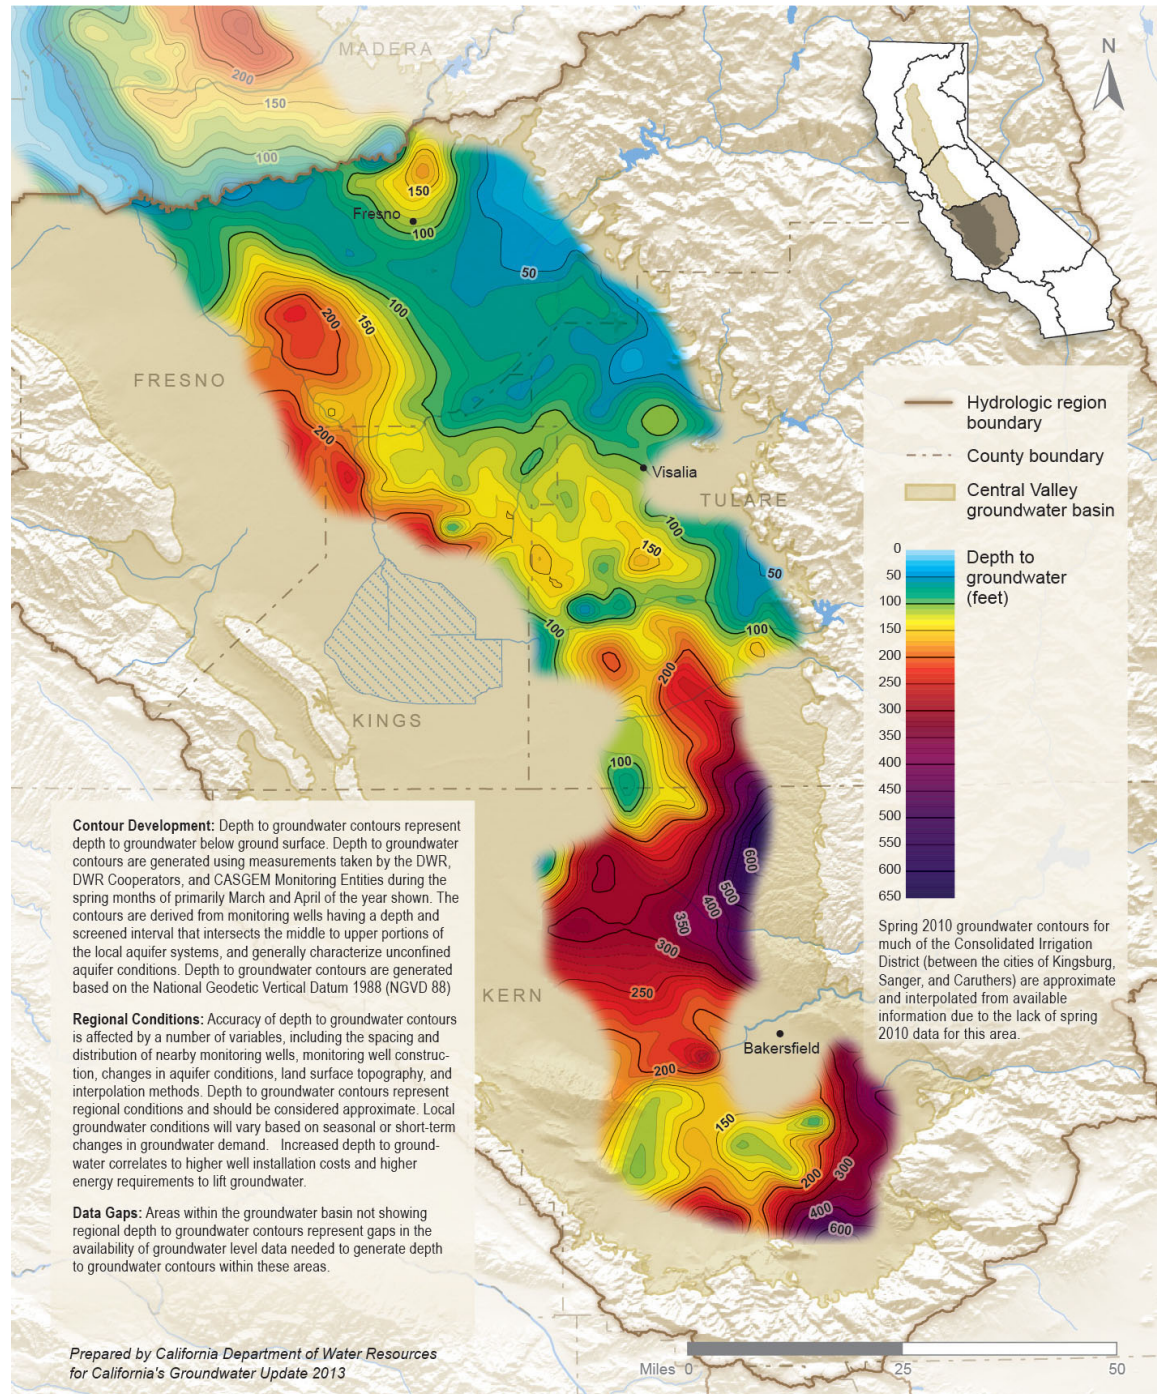 MADERA
N
200
150
100
150
Fresno
100
50
100
200
150
FRESNO
200
Visalia
TULARE
100
150
50
100
100
200
KINGS
100
600
500
400
350
300
250
KERN
Bakersfield
200
150
200
300
400
600
Hydrologic region
boundary
County boundary
Central Valley
groundwater basin
Depth to
groundwater
(feet)
0
50
100
150
200
250
300
350
400
450
500
550
600
650
Spring 2010 groundwater contours for
much of the Consolidated Irrigation
District (between the cities of Kingsburg,
Sanger, and Caruthers) are approximate
and interpolated from available
information due to the lack of spring
2010 data for this area.
Contour Development: Depth to groundwater contours represent
depth to groundwater below ground surface. Depth to groundwater
contours are generated using measurements taken by the DWR,
DWR Cooperators, and CASGEM Monitoring Entities during the
spring months of primarily March and April of the year shown. The
contours are derived from monitoring wells having a depth and
screened interval that intersects the middle to upper portions of
the local aquifer systems, and generally characterize unconfined
aquifer conditions. Depth to groundwater contours are generated
based on the National Geodetic Vertical Datum 1988 (NGVD 88)
Regional Conditions: Accuracy of depth to groundwater contours
is affected by a number of variables, including the spacing and
distribution of nearby monitoring wells, monitoring well construc-
tion, changes in aquifer conditions, land surface topography, and
interpolation methods. Depth to groundwater contours represent
regional conditions and should be considered approximate. Local
groundwater conditions will vary based on seasonal or short-term
changes in groundwater demand. Increased depth to ground-
water correlates to higher well installation costs and higher
energy requirements to lift groundwater.
Data Gaps: Areas within the groundwater basin not showing
regional depth to groundwater contours represent gaps in the
availability of groundwater level data needed to generate depth
to groundwater contours within these areas.
Prepared by California Department of Water Resources
for California's Groundwater Update 2013
Miles 0 25 50